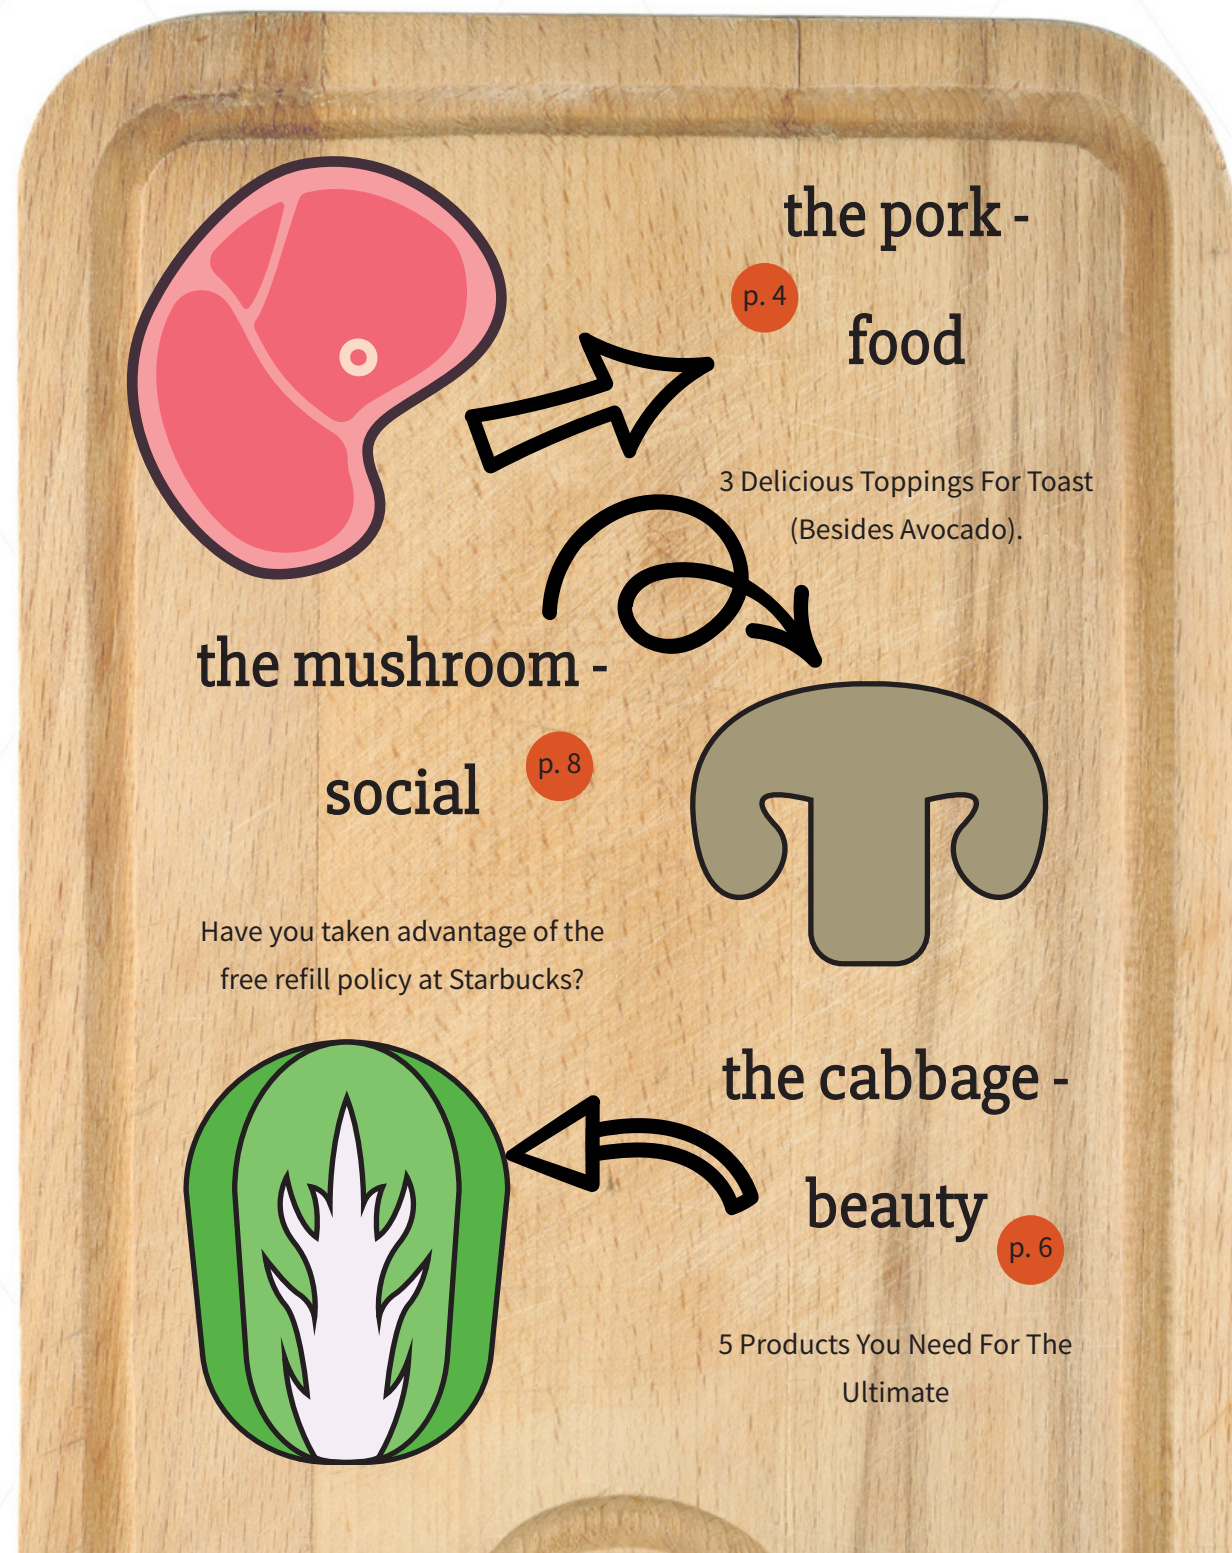 the pork -
p. 4
food
3 Delicious Toppings For Toast
(Besides Avocado).
the mushroom -
p. 8
social
Have you taken advantage of the
free refill policy at Starbucks?
the cabbage -
beauty
p. 6
5 Products You Need For The
Ultimate